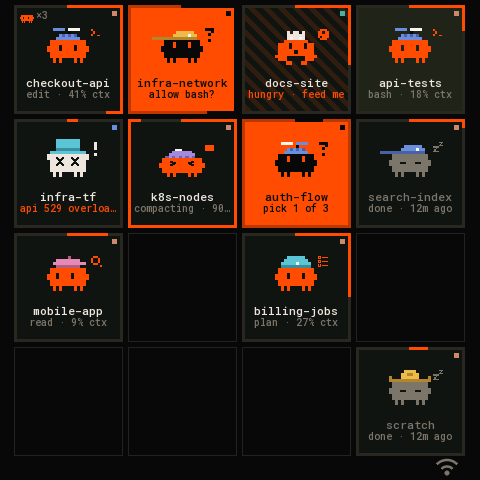 ×3
checkout-api
edit · 41% ctx
infra-network
allow bash?
docs-site
hungry · feed me
api-tests
bash · 18% ctx
infra-tf
api 529 overloa…
k8s-nodes
compacting · 90…
auth-flow
pick 1 of 3
search-index
done · 12m ago
mobile-app
read · 9% ctx
billing-jobs
plan · 27% ctx
scratch
done · 12m ago